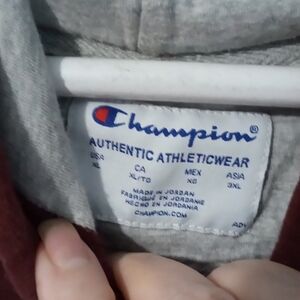 Champion®
AUTHENTIC ATHLETICWEAR
USA CA MEX ASIA
XL XL/TG XG 3XL
MADE IN JORDAN
FABRIQUÉ EN JORDANIE
HECHO EN JORDANIA
CHAMPION.COM